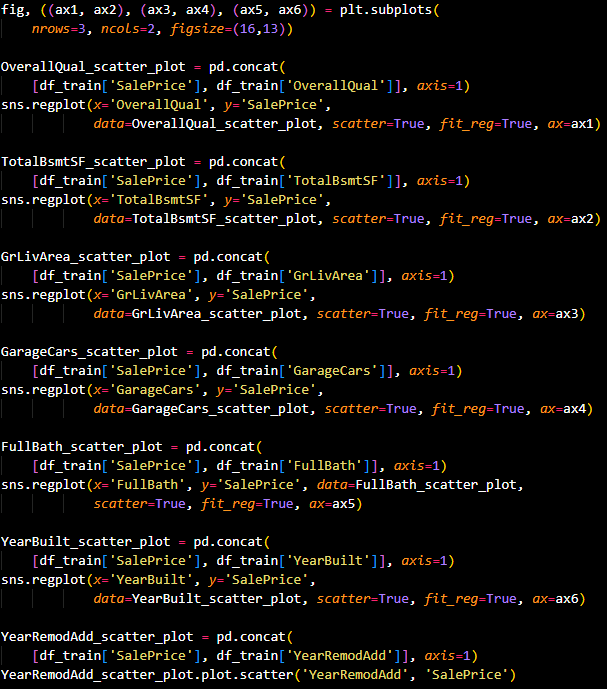 fig, ((ax1, ax2), (ax3, ax4), (ax5, ax6)) = plt.subplots(
    nrows=3, ncols=2, figsize=(16,13))

OverallQual_scatter_plot = pd.concat(
    [df_train['SalePrice'], df_train['OverallQual']], axis=1)
sns.regplot(x='OverallQual', y='SalePrice',
            data=OverallQual_scatter_plot, scatter=True, fit_reg=True, ax=ax1)

TotalBsmtSF_scatter_plot = pd.concat(
    [df_train['SalePrice'], df_train['TotalBsmtSF']], axis=1)
sns.regplot(x='TotalBsmtSF', y='SalePrice',
            data=TotalBsmtSF_scatter_plot, scatter=True, fit_reg=True, ax=ax2)

GrLivArea_scatter_plot = pd.concat(
    [df_train['SalePrice'], df_train['GrLivArea']], axis=1)
sns.regplot(x='GrLivArea', y='SalePrice',
            data=GrLivArea_scatter_plot, scatter=True, fit_reg=True, ax=ax3)

GarageCars_scatter_plot = pd.concat(
    [df_train['SalePrice'], df_train['GarageCars']], axis=1)
sns.regplot(x='GarageCars', y='SalePrice',
            data=GarageCars_scatter_plot, scatter=True, fit_reg=True, ax=ax4)

FullBath_scatter_plot = pd.concat(
    [df_train['SalePrice'], df_train['FullBath']], axis=1)
sns.regplot(x='FullBath', y='SalePrice', data=FullBath_scatter_plot,
            scatter=True, fit_reg=True, ax=ax5)

YearBuilt_scatter_plot = pd.concat(
    [df_train['SalePrice'], df_train['YearBuilt']], axis=1)
sns.regplot(x='YearBuilt', y='SalePrice',
            data=YearBuilt_scatter_plot, scatter=True, fit_reg=True, ax=ax6)

YearRemodAdd_scatter_plot = pd.concat(
    [df_train['SalePrice'], df_train['YearRemodAdd']], axis=1)
YearRemodAdd_scatter_plot.plot.scatter('YearRemodAdd', 'SalePrice')